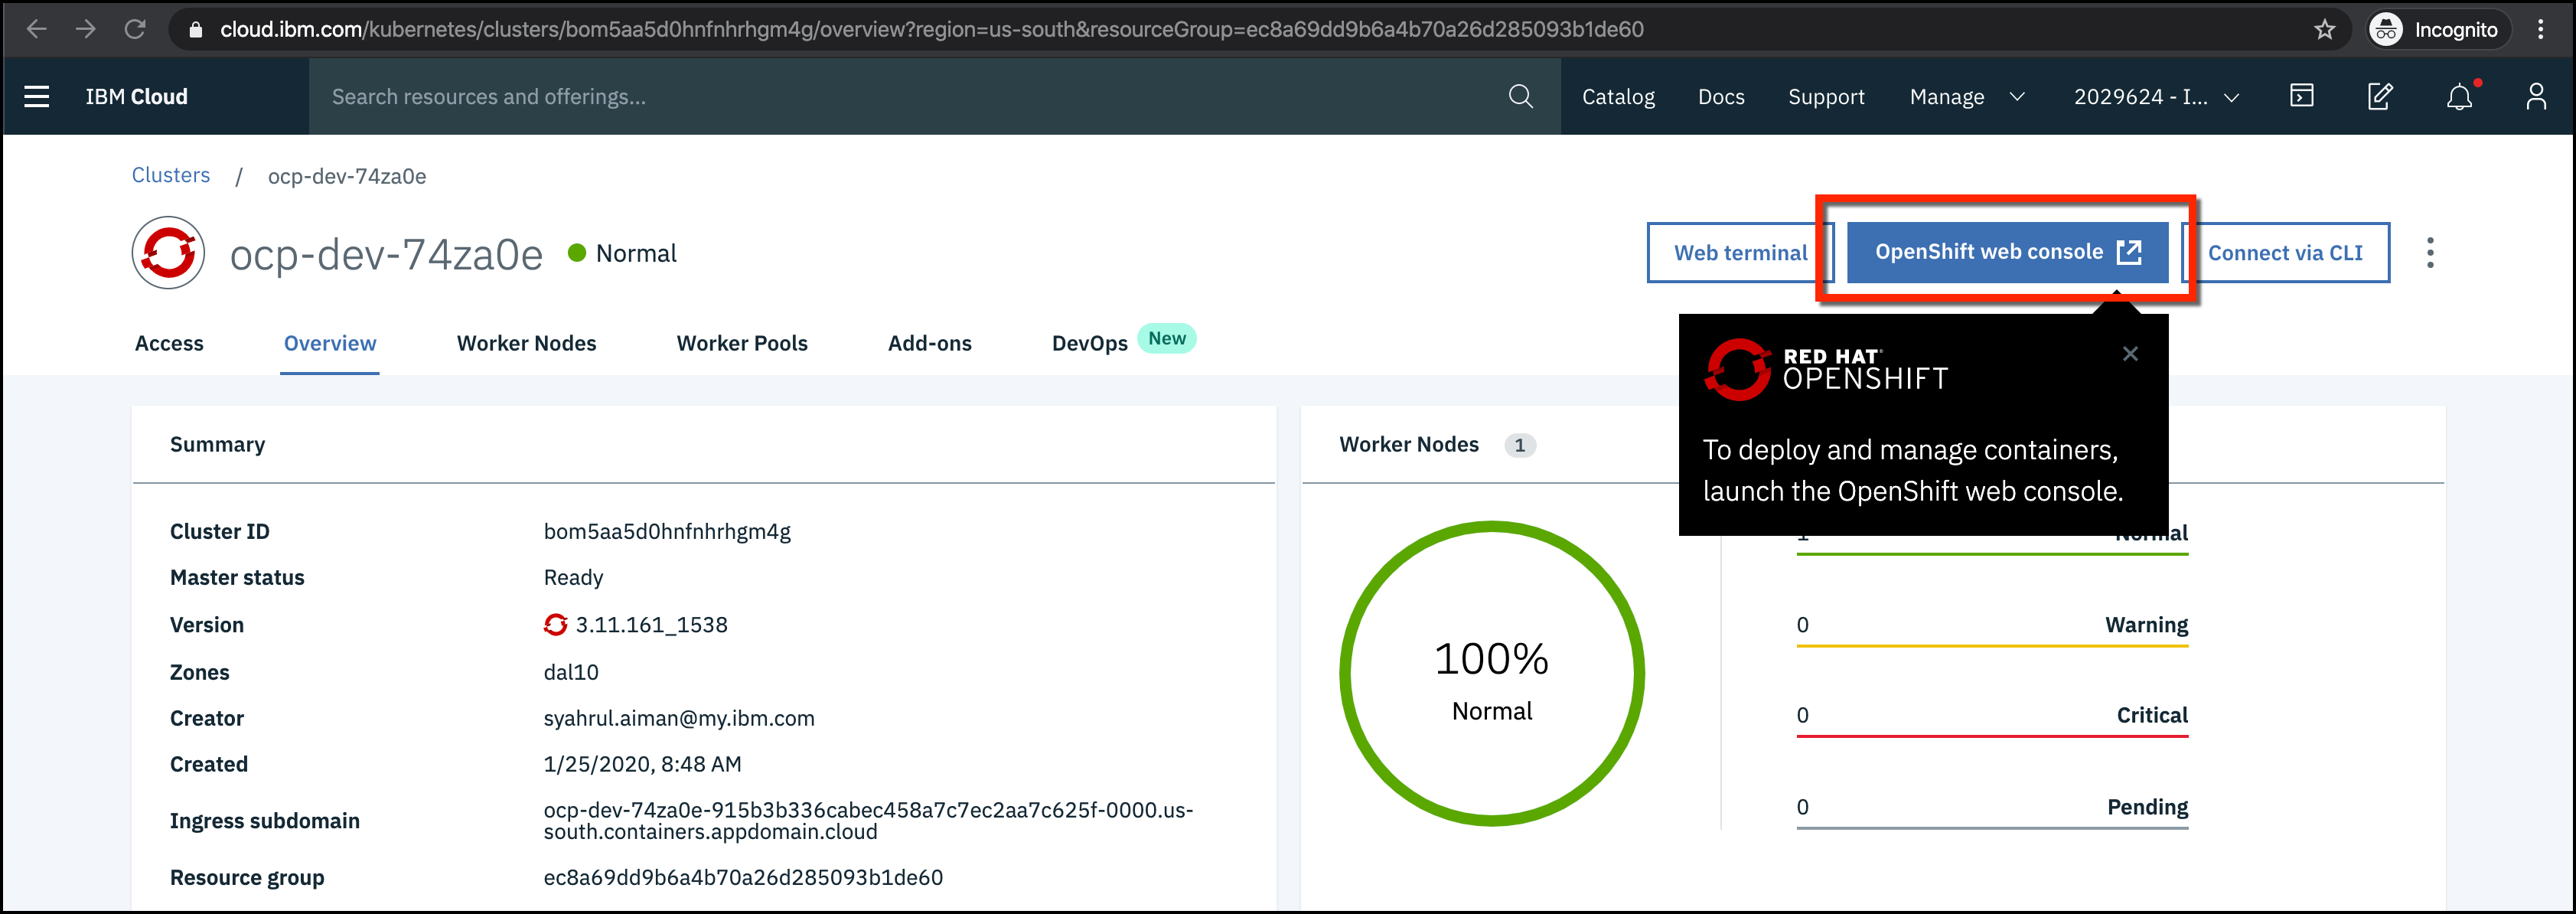 cloud.ibm.com/kubernetes/clusters/bom5aa5d0hnfnhrhgm4g/overview?region=us-south&resourceGroup=ec8a69dd9b6a4b70a26d285093b1de60
Incognito
IBM Cloud
Search resources and offerings...
Catalog
Docs
Support
Manage
2029624 - I...
Clusters / ocp-dev-74za0e
ocp-dev-74za0e
Normal
Web terminal
OpenShift web console
Connect via CLI
Access
Overview
Worker Nodes
Worker Pools
Add-ons
DevOps
New
RED HAT
OPENSHIFT
To deploy and manage containers,
launch the OpenShift web console.
Summary
Cluster ID bom5aa5d0hnfnhrhgm4g
Master status Ready
Version 3.11.161_1538
Zones dal10
Creator syahrul.aiman@my.ibm.com
Created 1/25/2020, 8:48 AM
Ingress subdomain ocp-dev-74za0e-915b3b336cabec458a7c7ec2aa7c625f-0000.us-
south.containers.appdomain.cloud
Resource group ec8a69dd9b6a4b70a26d285093b1de60
Worker Nodes 1
100%
Normal
1 Normal
0 Warning
0 Critical
0 Pending